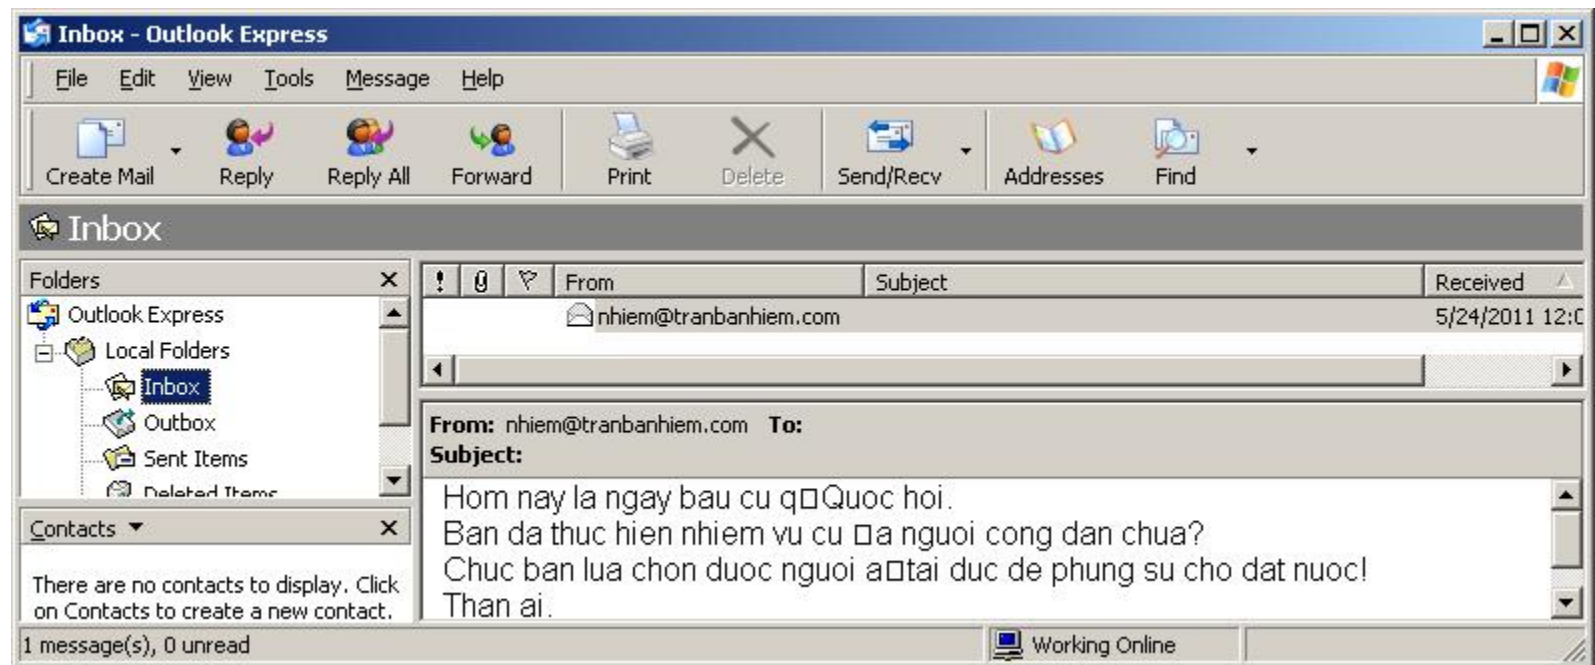 Inbox - Outlook Express
File Edit View Tools Message Help
Create Mail Reply Reply All Forward Print Delete Send/Recv Addresses Find
Inbox
Folders
Outlook Express
Local Folders
Inbox
Outbox
Sent Items
Deleted Items
Contacts
There are no contacts to display. Click
on Contacts to create a new contact.
! From Subject Received
nhiem@tranbanhiem.com 5/24/2011 12:0
From: nhiem@tranbanhiem.com To:
Subject:
Hom nay la ngay bau cu q□Quoc hoi.
Ban da thuc hien nhiem vu cu □a nguoi cong dan chua?
Chuc ban lua chon duoc nguoi a□tai duc de phung su cho dat nuoc!
Than ai.
1 message(s), 0 unread Working Online